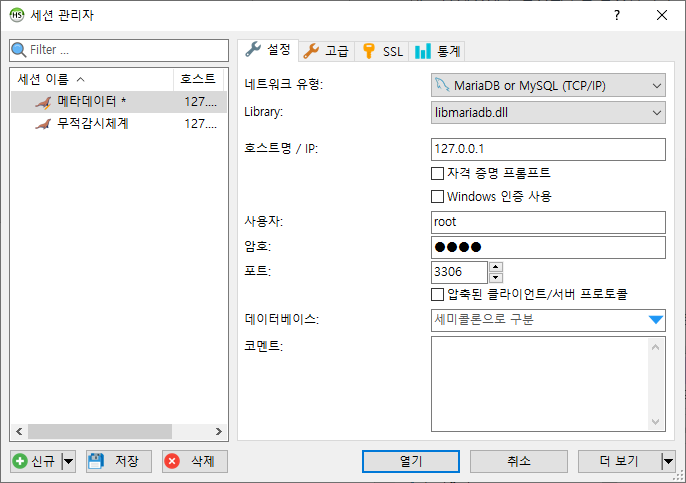 세션 관리자
Filter ...
세션 이름 호스트
메타데이터 * 127....
무적감시체계 127....
설정 고급 SSL 통계
네트워크 유형: MariaDB or MySQL (TCP/IP)
Library: libmariadb.dll
호스트명 / IP: 127.0.0.1
자격 증명 프롬프트
Windows 인증 사용
사용자: root
암호: ●●●●
포트: 3306
압축된 클라이언트/서버 프로토콜
데이터베이스: 세미콜론으로 구분
코멘트:
신규 저장 삭제 열기 취소 더 보기